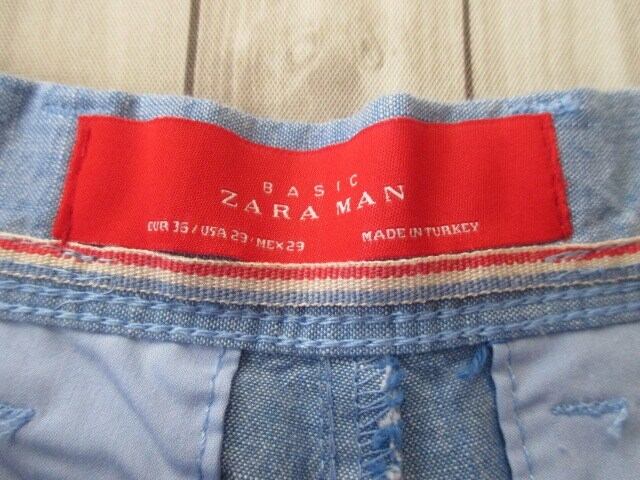 BASIC
ZARA MAN
EUR 36 / USA 29 · MEX 29 MADE IN TURKEY